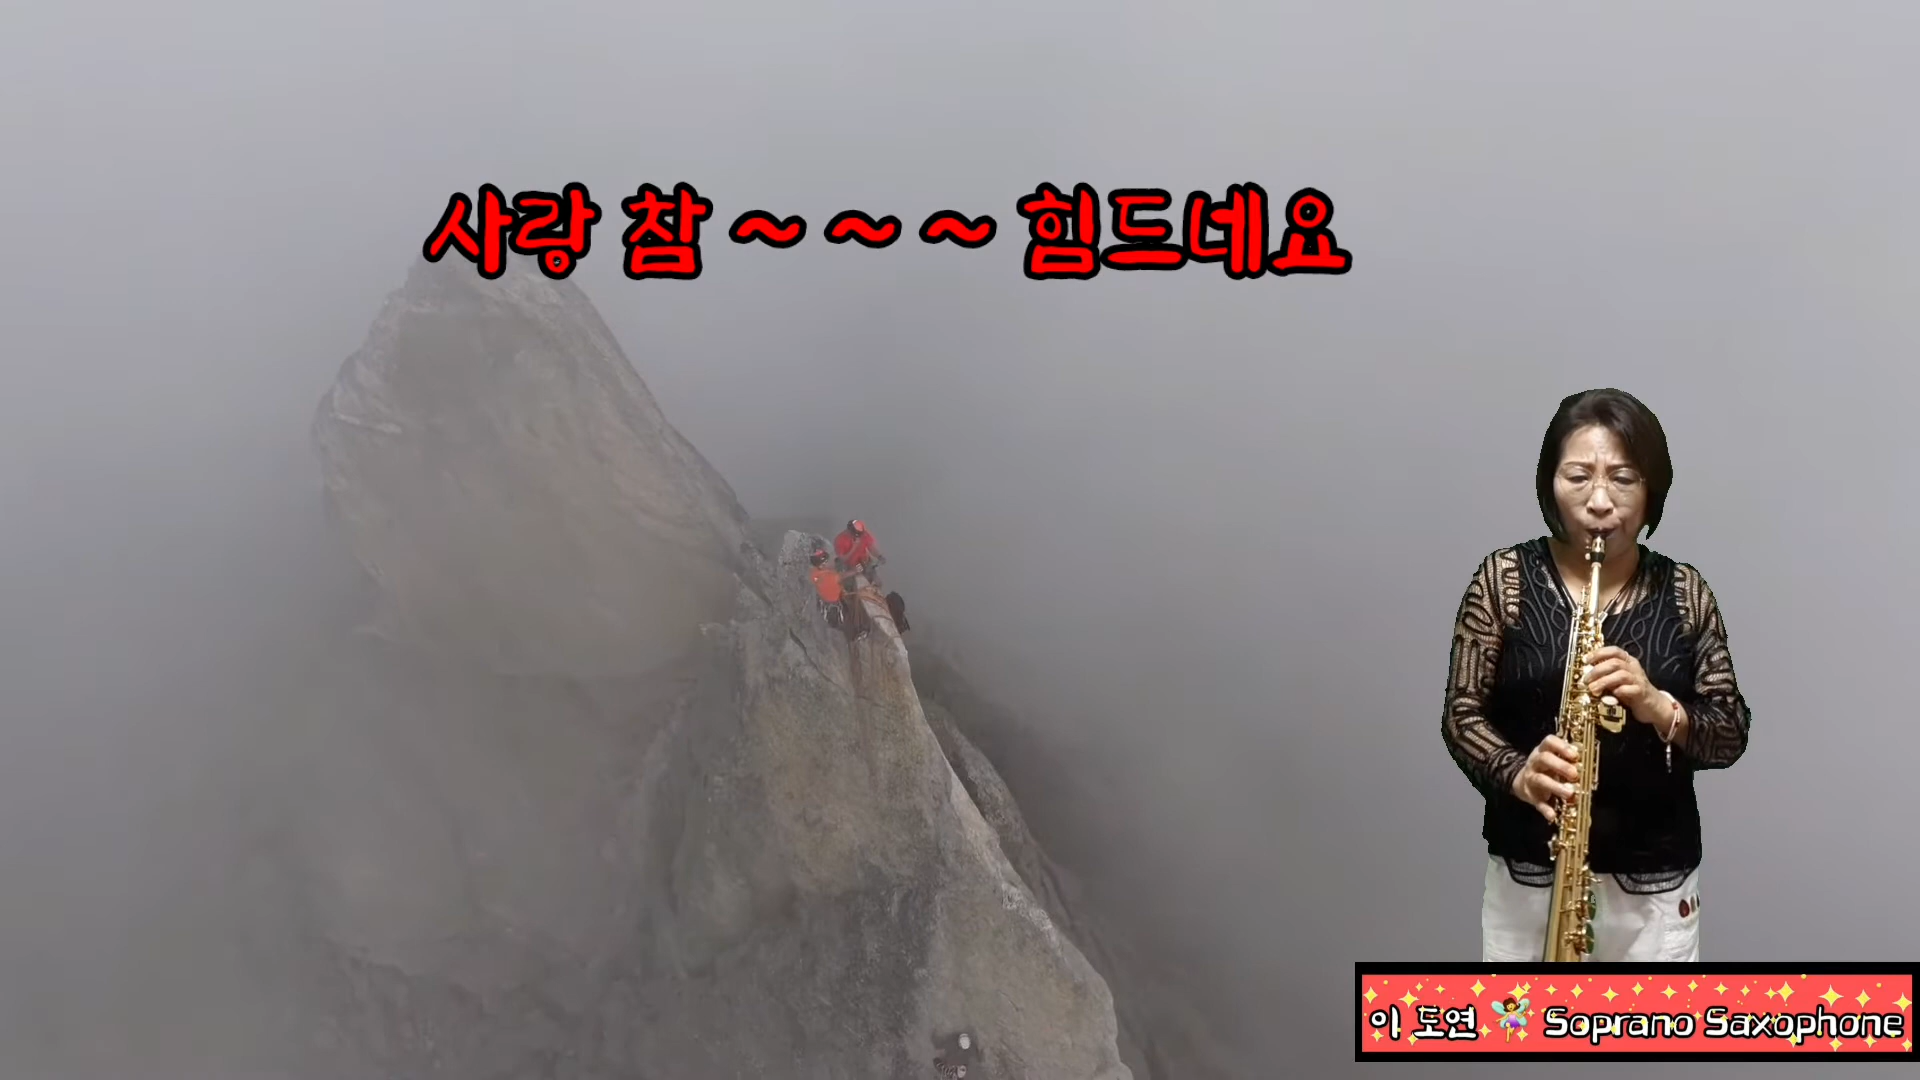 사랑 참 ~ ~ ~ 힘드네요
이 도연 🧚 Soprano Saxophone